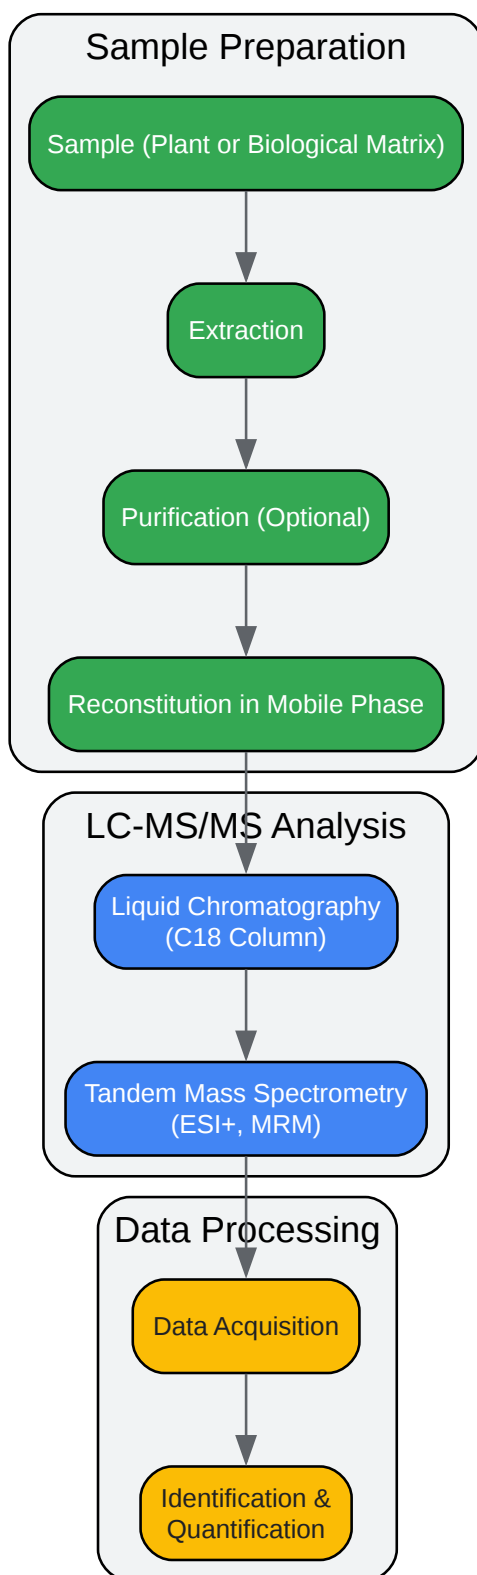 Sample Preparation
Sample (Plant or Biological Matrix)
Extraction
Purification (Optional)
Reconstitution in Mobile Phase
LC-MS/MS Analysis
Liquid Chromatography
(C18 Column)
Tandem Mass Spectrometry
(ESI+, MRM)
Data Processing
Data Acquisition
Identification &
Quantification